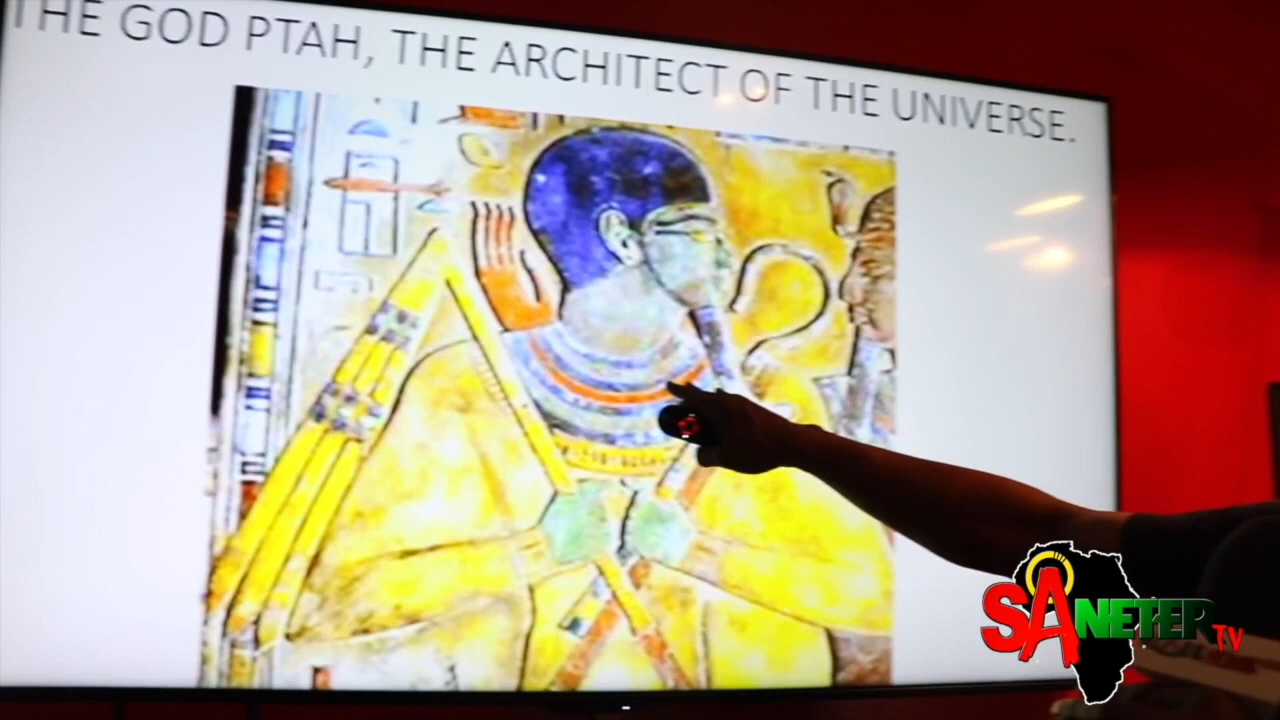 THE GOD PTAH, THE ARCHITECT OF THE UNIVERSE.
SANETER TV